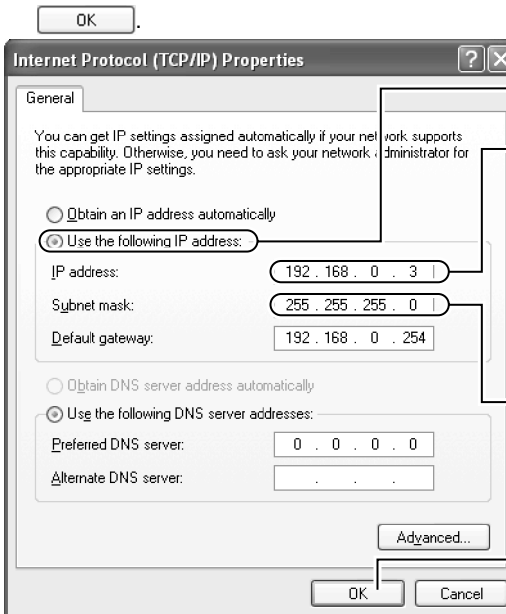 OK .
Internet Protocol (TCP/IP) Properties
General
You can get IP settings assigned automatically if your network supports
this capability. Otherwise, you need to ask your network administrator for
the appropriate IP settings.
Obtain an IP address automatically
Use the following IP address:
IP address: 192 . 168 . 0 . 3
Subnet mask: 255 . 255 . 255 . 0
Default gateway: 192 . 168 . 0 . 254
Obtain DNS server address automatically
Use the following DNS server addresses:
Preferred DNS server: 0 . 0 . 0 . 0
Alternate DNS server: . . .
Advanced...
OK Cancel